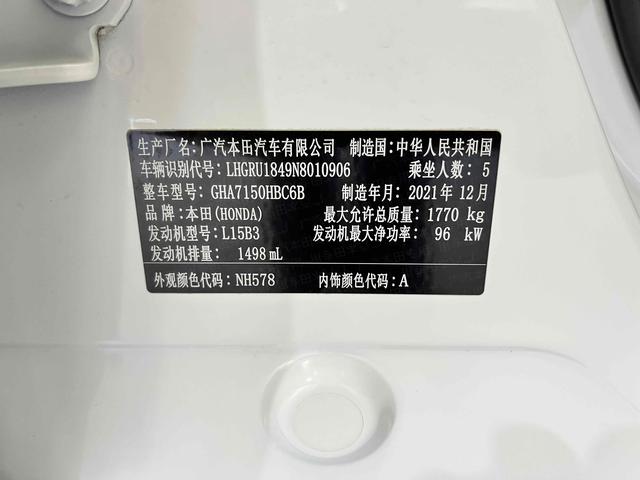 生产厂名:广汽本田汽车有限公司 制造国:中华人民共和国
车辆识别代号:LHGRU1849N8010906 乘坐人数:5
整车型号:GHA7150HBC6B 制造年月:2021年12月
品牌:本田(HONDA) 最大允许总质量:1770 kg
发动机型号:L15B3 发动机最大净功率:96 kW
发动机排量:1498 mL
外观颜色代码:NH578 内饰颜色代码:A